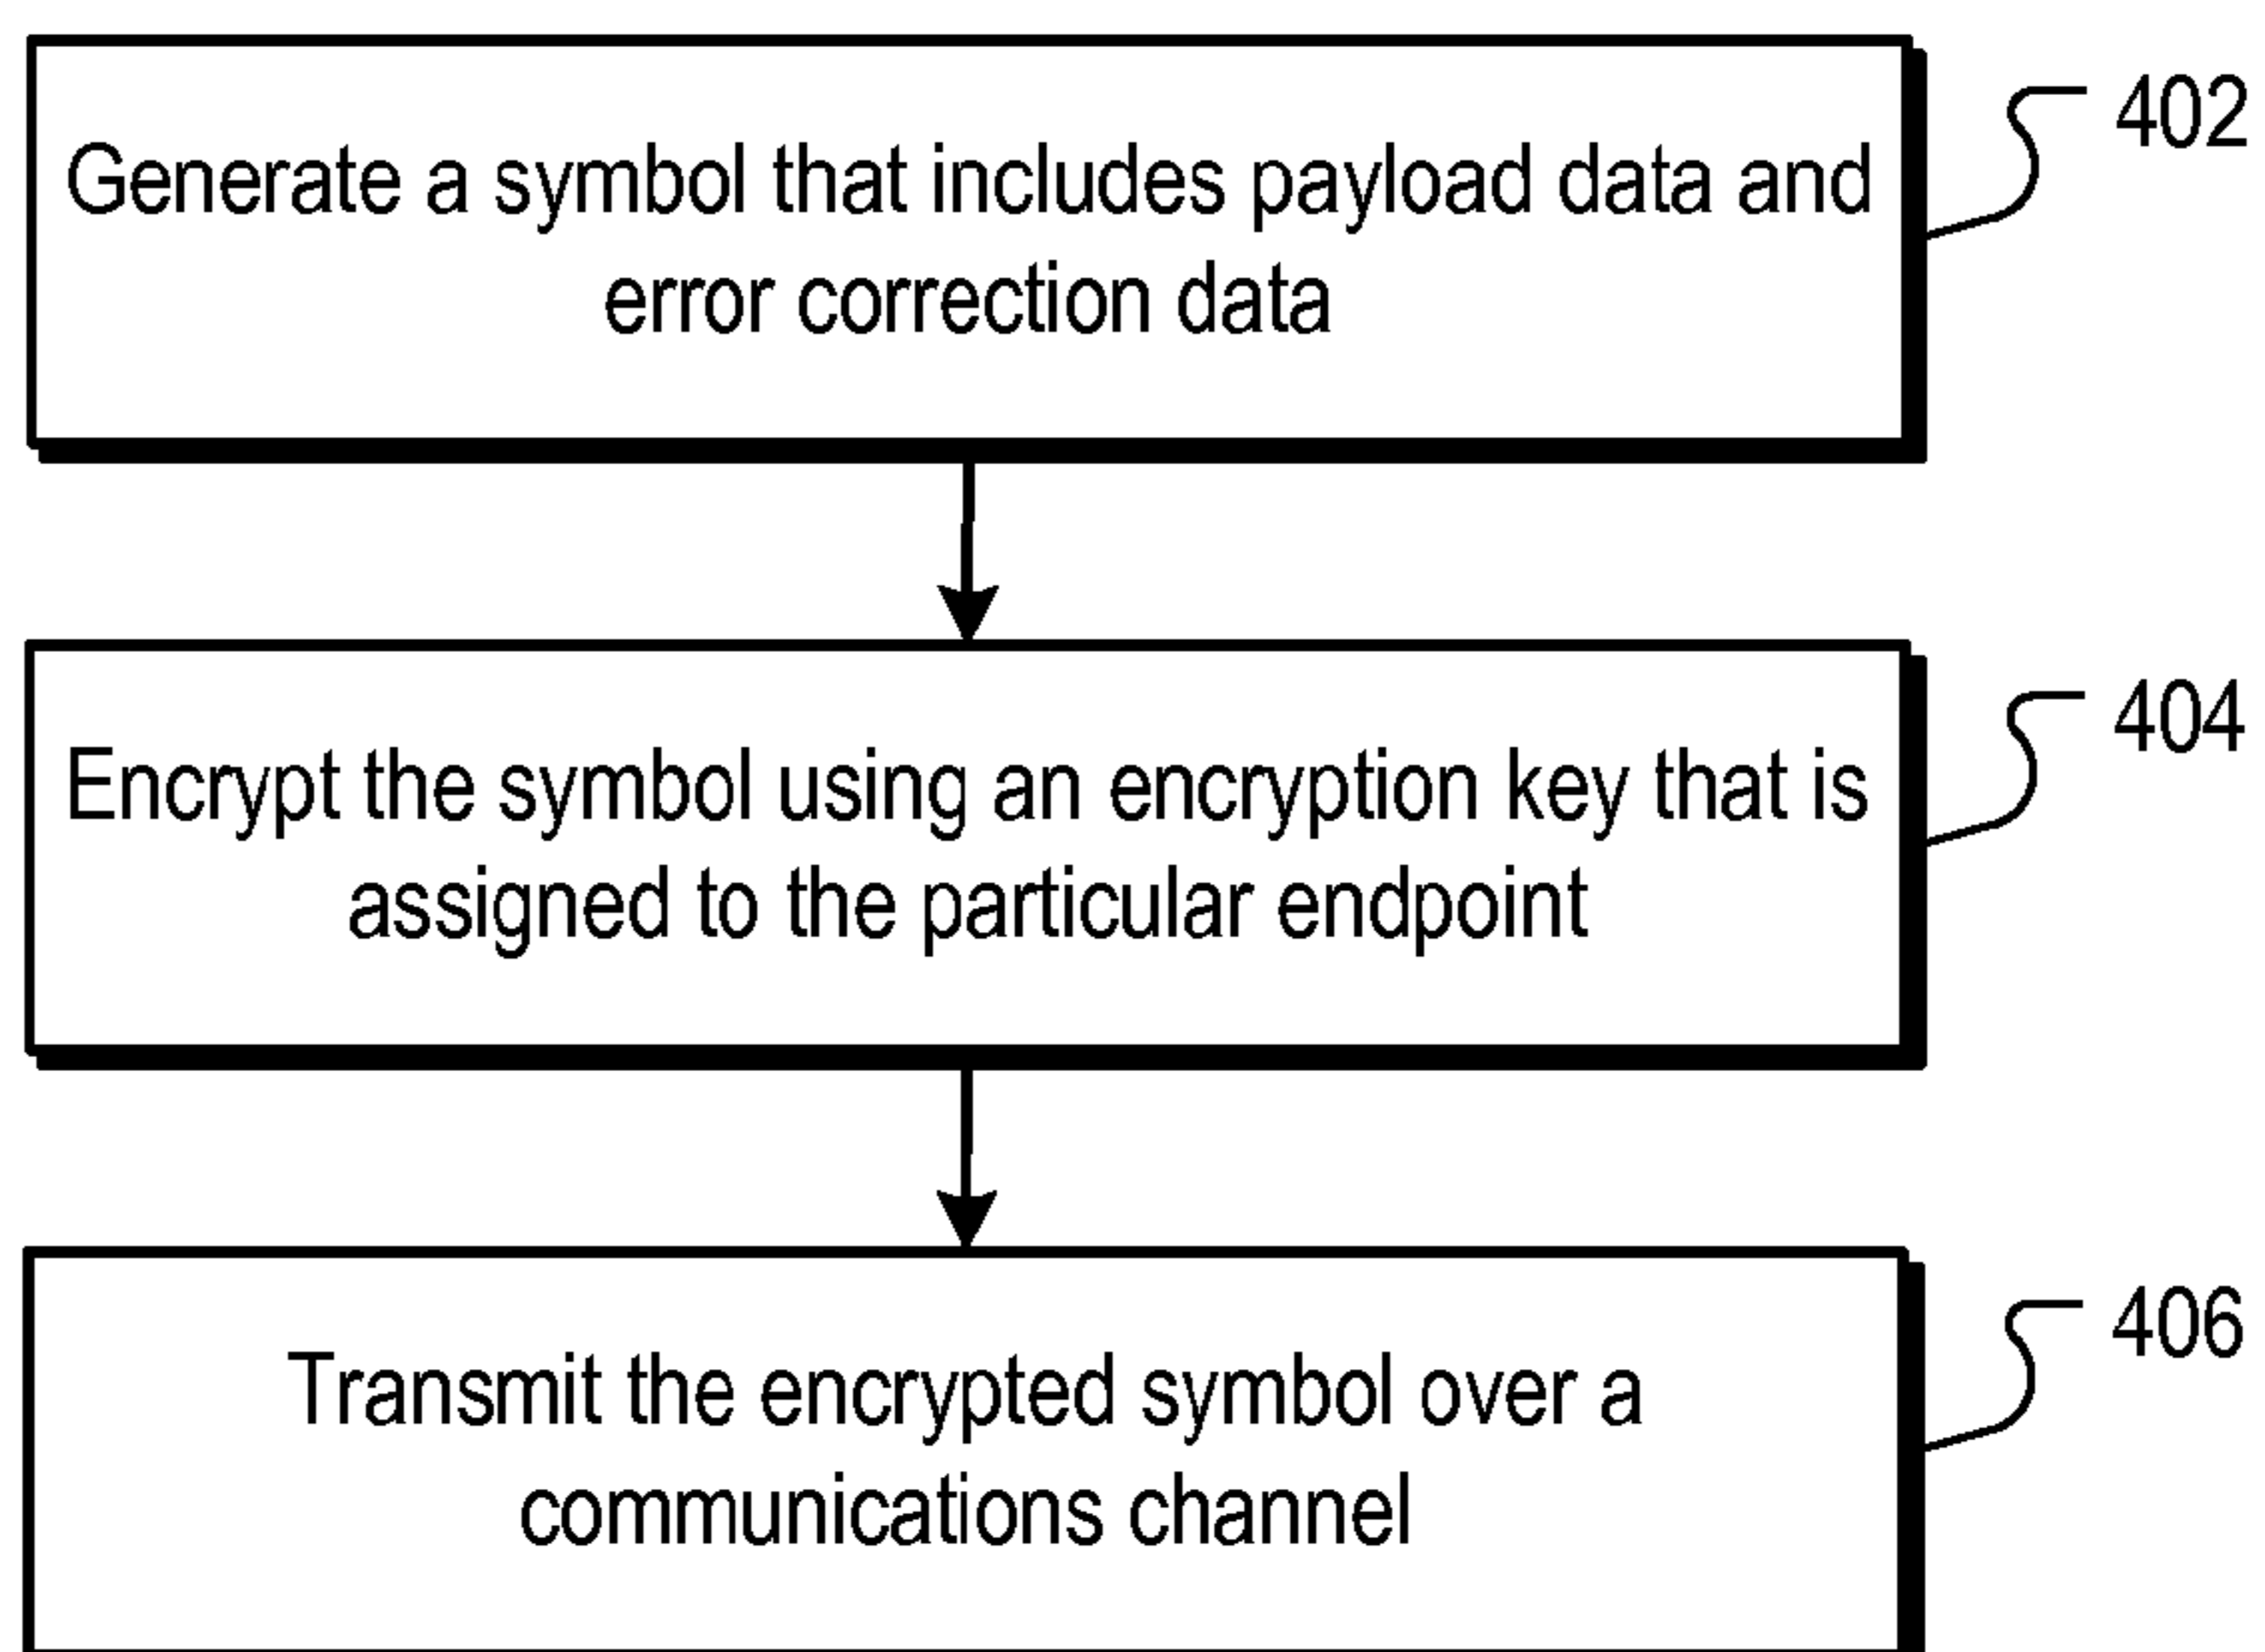 Generate a symbol that includes payload data and
error correction data
402
Encrypt the symbol using an encryption key that is
assigned to the particular endpoint
404
Transmit the encrypted symbol over a
communications channel
406